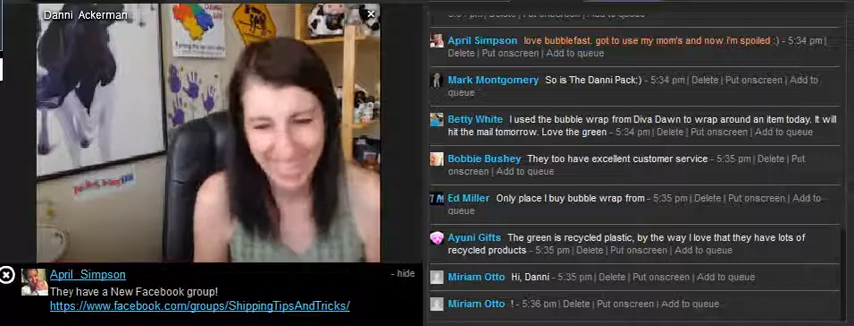 Danni Ackerman
April Simpson
They have a New Facebook group!
https://www.facebook.com/groups/ShippingTipsAndTricks/
- hide
April Simpson love bubblefast. got to use my mom's and now i'm spoiled :) - 5:34 pm |
Delete | Put onscreen | Add to queue
Mark Montgomery So is The Danni Pack:) - 5:34 pm | Delete | Put onscreen | Add to
queue
Betty White I used the bubble wrap from Diva Dawn to wrap around an item today. It will
hit the mail tomorrow. Love the green - 5:34 pm | Delete | Put onscreen | Add to queue
Bobbie Bushey They too have excellent customer service - 5:35 pm | Delete | Put
onscreen | Add to queue
Ed Miller Only place I buy bubble wrap from - 5:35 pm | Delete | Put onscreen | Add to
queue
Ayuni Gifts The green is recycled plastic, by the way I love that they have lots of
recycled products - 5:35 pm | Delete | Put onscreen | Add to queue
Miriam Otto Hi, Danni - 5:35 pm | Delete | Put onscreen | Add to queue
Miriam Otto ! - 5:36 pm | Delete | Put onscreen | Add to queue